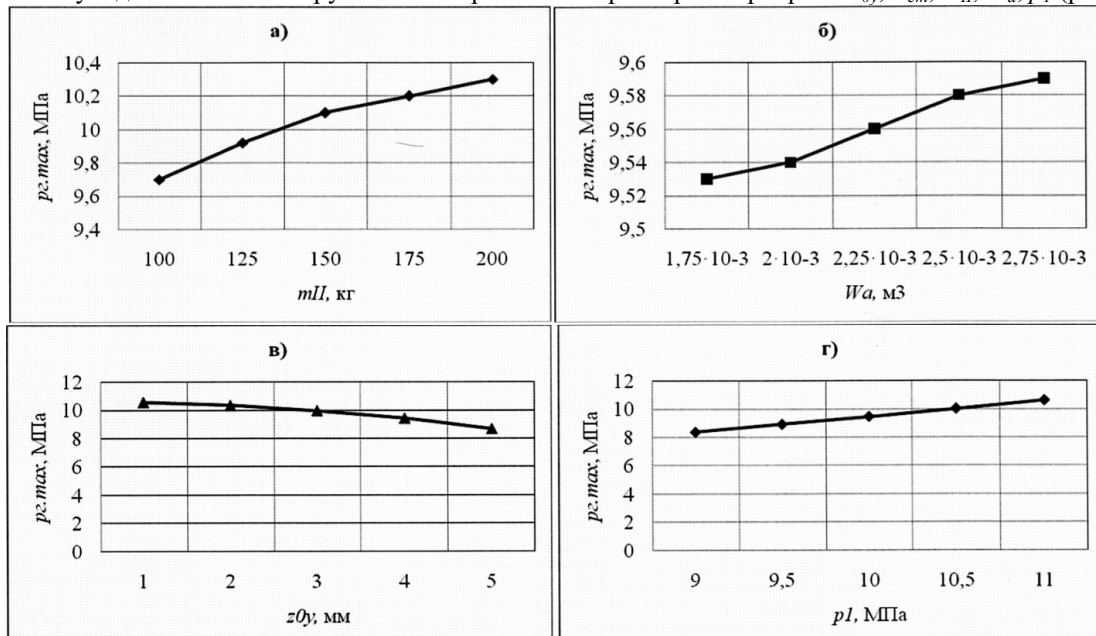 а)
рг.max, МПа
10,4
10,2
10
9,8
9,6
9,4
100 125 150 175 200
mII, кг
б)
рг.max, МПа
9,6
9,58
9,56
9,54
9,52
9,5
1,75·10-3 2·10-3 2,25·10-3 2,5·10-3 2,75·10-3
Wa, м3
в)
рг.max, МПа
12
10
8
6
4
2
0
1 2 3 4 5
z0y, мм
г)
рг.max, МПа
12
10
8
6
4
2
0
9 9,5 10 10,5 11
p1, МПа